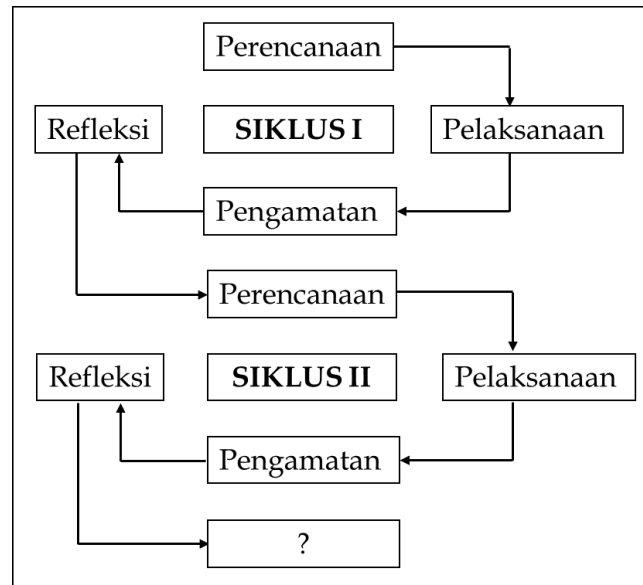 Perencanaan
Refleksi
SIKLUS I
Pelaksanaan
Pengamatan
Perencanaan
Refleksi
SIKLUS II
Pelaksanaan
Pengamatan
?